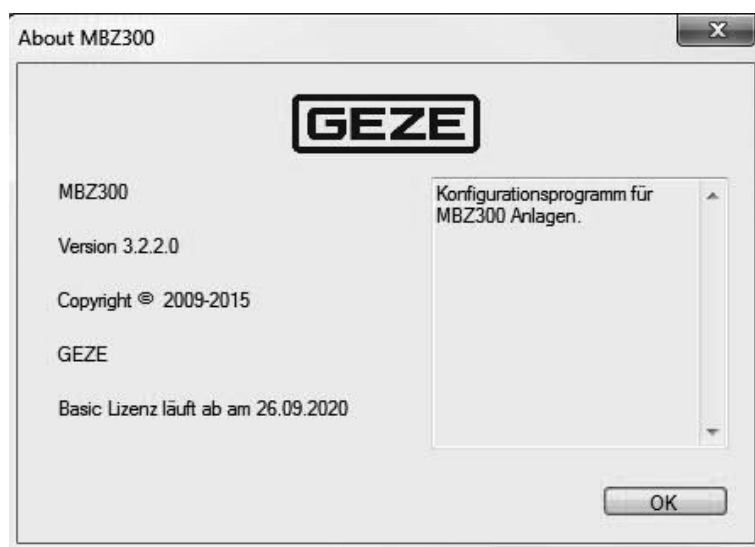 About MBZ300
GEZE
MBZ300
Version 3.2.2.0
Copyright © 2009-2015
GEZE
Basic Lizenz läuft ab am 26.09.2020
Konfigurationsprogramm für
MBZ300 Anlagen.
OK